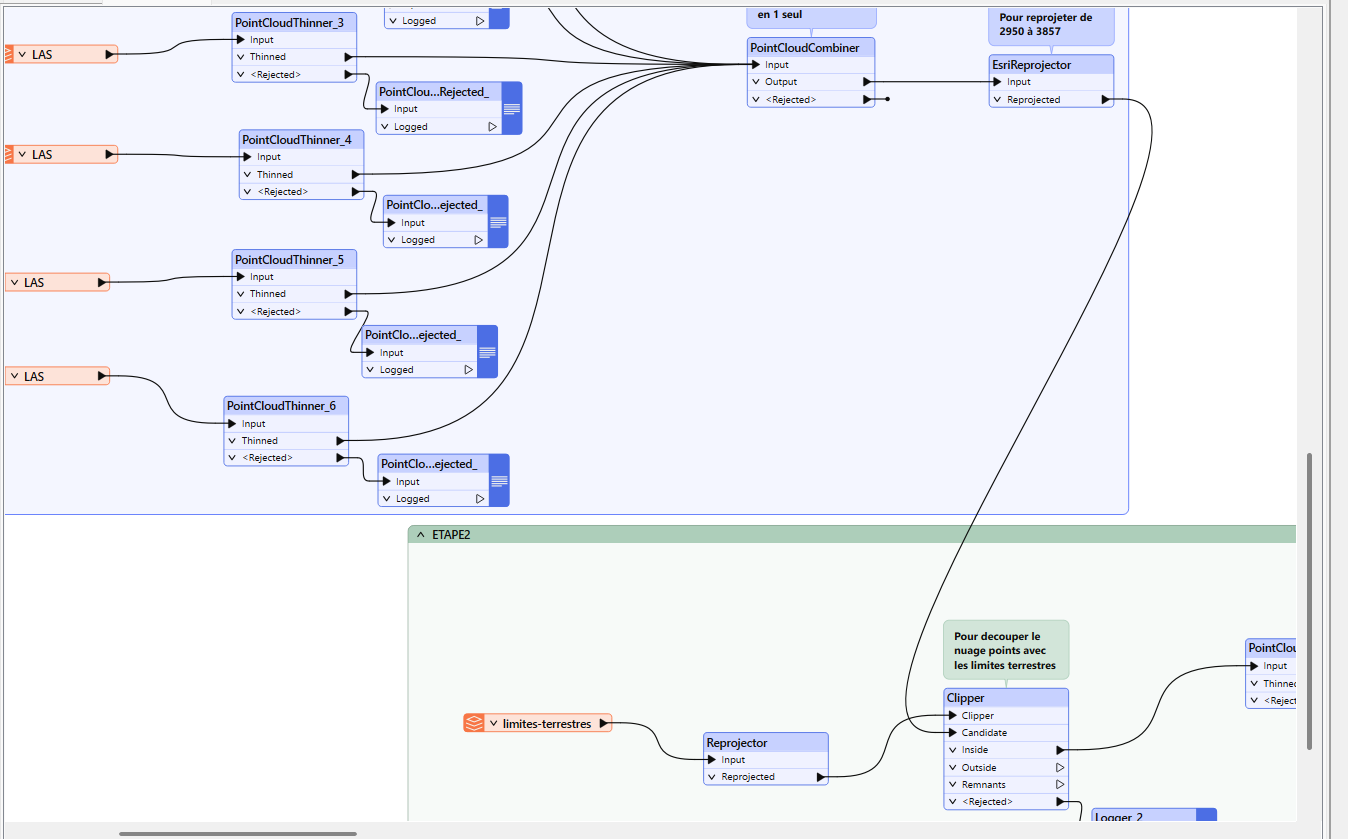 PointCloudThinner_3
Input
Thinned
<Rejected>
LAS
Logged
en 1 seul
PointCloudCombiner
Input
Output
<Rejected>
Pour reprojeter de
2950 à 3857
EsriReprojector
Input
Reprojected
PointClou...Rejected_
Input
Logged
LAS
PointCloudThinner_4
Input
Thinned
<Rejected>
PointClo...ejected_
Input
Logged
LAS
PointCloudThinner_5
Input
Thinned
<Rejected>
PointClo...ejected_
Input
Logged
LAS
PointCloudThinner_6
Input
Thinned
<Rejected>
PointClo...ejected_
Input
Logged
ETAPE2
Pour decouper le
nuage points avec
les limites terrestres
limites-terrestres
Reprojector
Input
Reprojected
Clipper
Clipper
Candidate
Inside
Outside
Remnants
<Rejected>
PointClou
Input
Thinned
<Reject
Logger_2